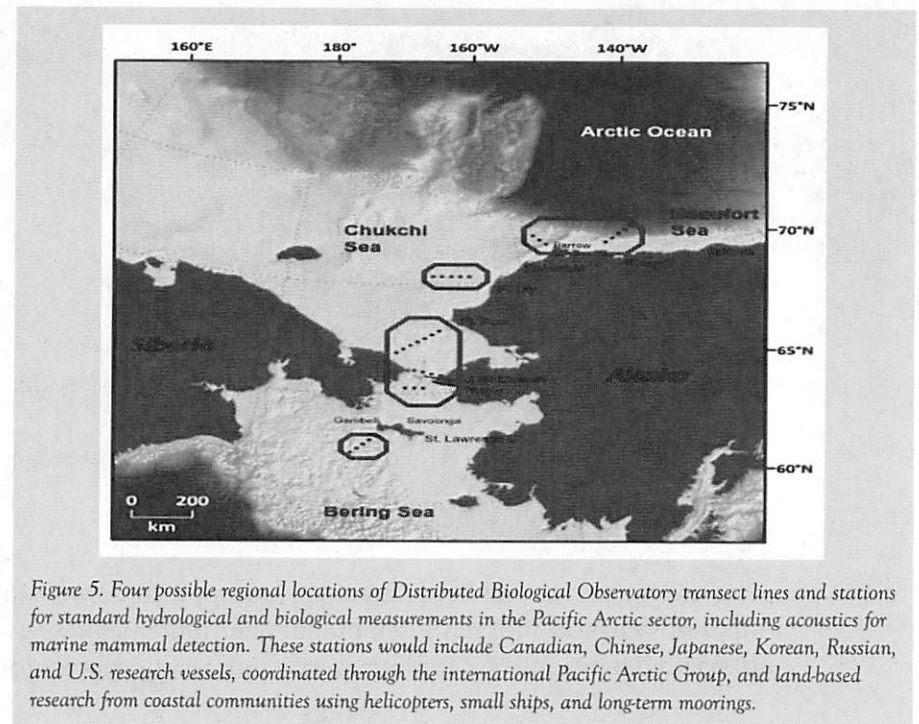 160°E 180° 160°W 140°W
75°N
Arctic Ocean
Beaufort
Sea
70°N
Chukchi
Sea
Barrow
65°N
Siberia
Alaska
Gambell Savoonga
St. Lawrence
60°N
0 200
km
Bering Sea
Figure 5. Four possible regional locations of Distributed Biological Observatory transect lines and stations
for standard hydrological and biological measurements in the Pacific Arctic sector, including acoustics for
marine mammal detection. These stations would include Canadian, Chinese, Japanese, Korean, Russian,
and U.S. research vessels, coordinated through the international Pacific Arctic Group, and land-based
research from coastal communities using helicopters, small ships, and long-term moorings.